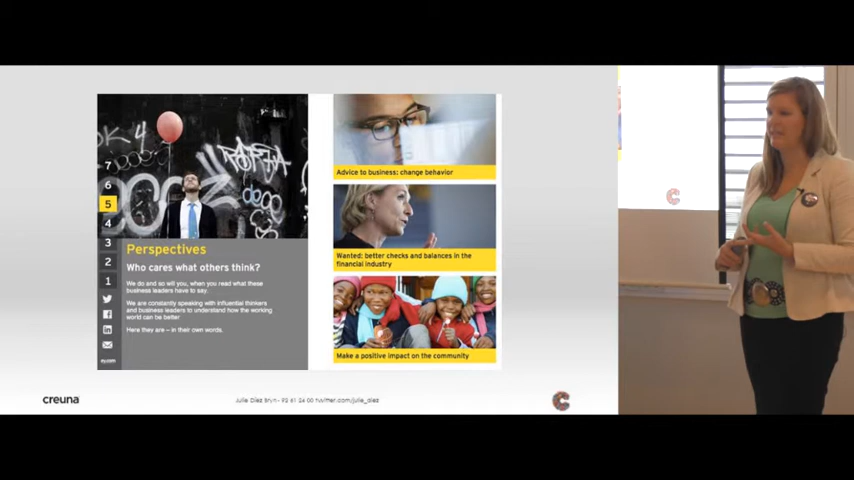 7
6
5
4
3
2
1
ey.com
Perspectives
Who cares what others think?
We do and so will you, when you read what these
business leaders have to say.
We are constantly speaking with influential thinkers
and business leaders to understand how the working
world can be better
Here they are – in their own words.
Advice to business: change behavior
Wanted: better checks and balances in the
financial industry
Make a positive impact on the community
creuna
twitter.com/julie_diez